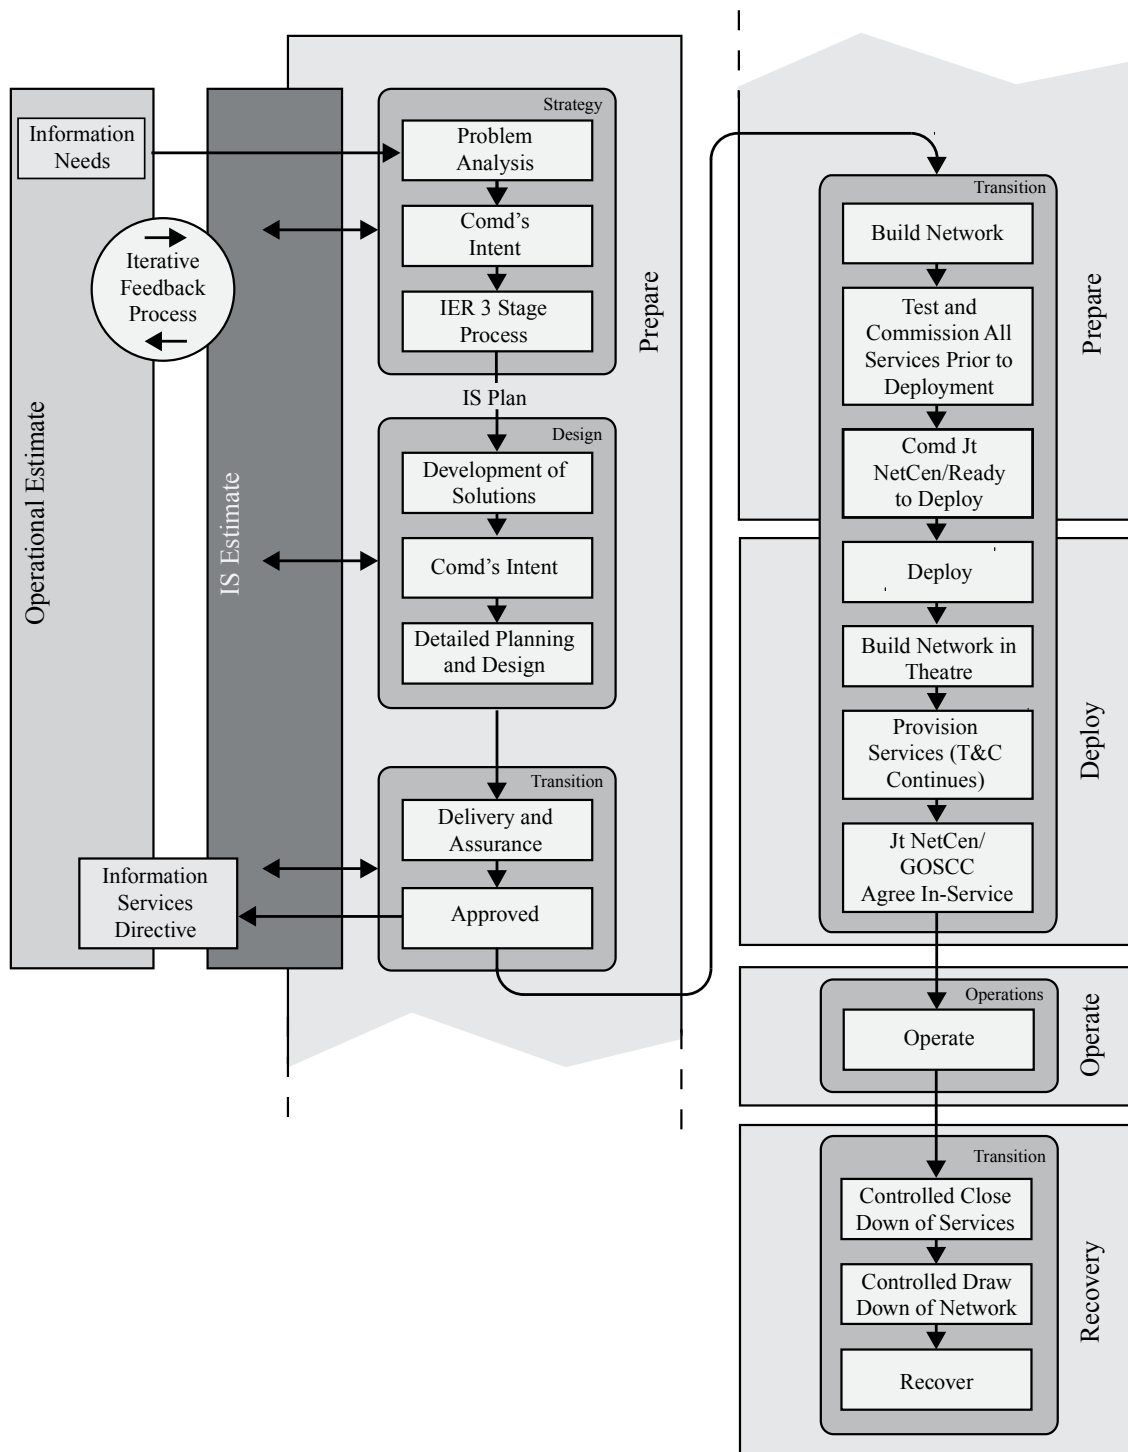 Operational Estimate
Information
Needs
Iterative
Feedback
Process
IS Estimate
Information
Services
Directive
Prepare
Strategy
Problem
Analysis
Comd's
Intent
IER 3 Stage
Process
IS Plan
Design
Development of
Solutions
Comd's Intent
Detailed Planning
and Design
Transition
Delivery and
Assurance
Approved
Prepare
Transition
Build Network
Test and
Commission All
Services Prior to
Deployment
Comd Jt
NetCen/Ready
to Deploy
Deploy
Deploy
Build Network in
Theatre
Provision
Services (T&C
Continues)
Jt NetCen/
GOSCC
Agree In-Service
Operate
Operations
Operate
Recovery
Transition
Controlled Close
Down of Services
Controlled Draw
Down of Network
Recover